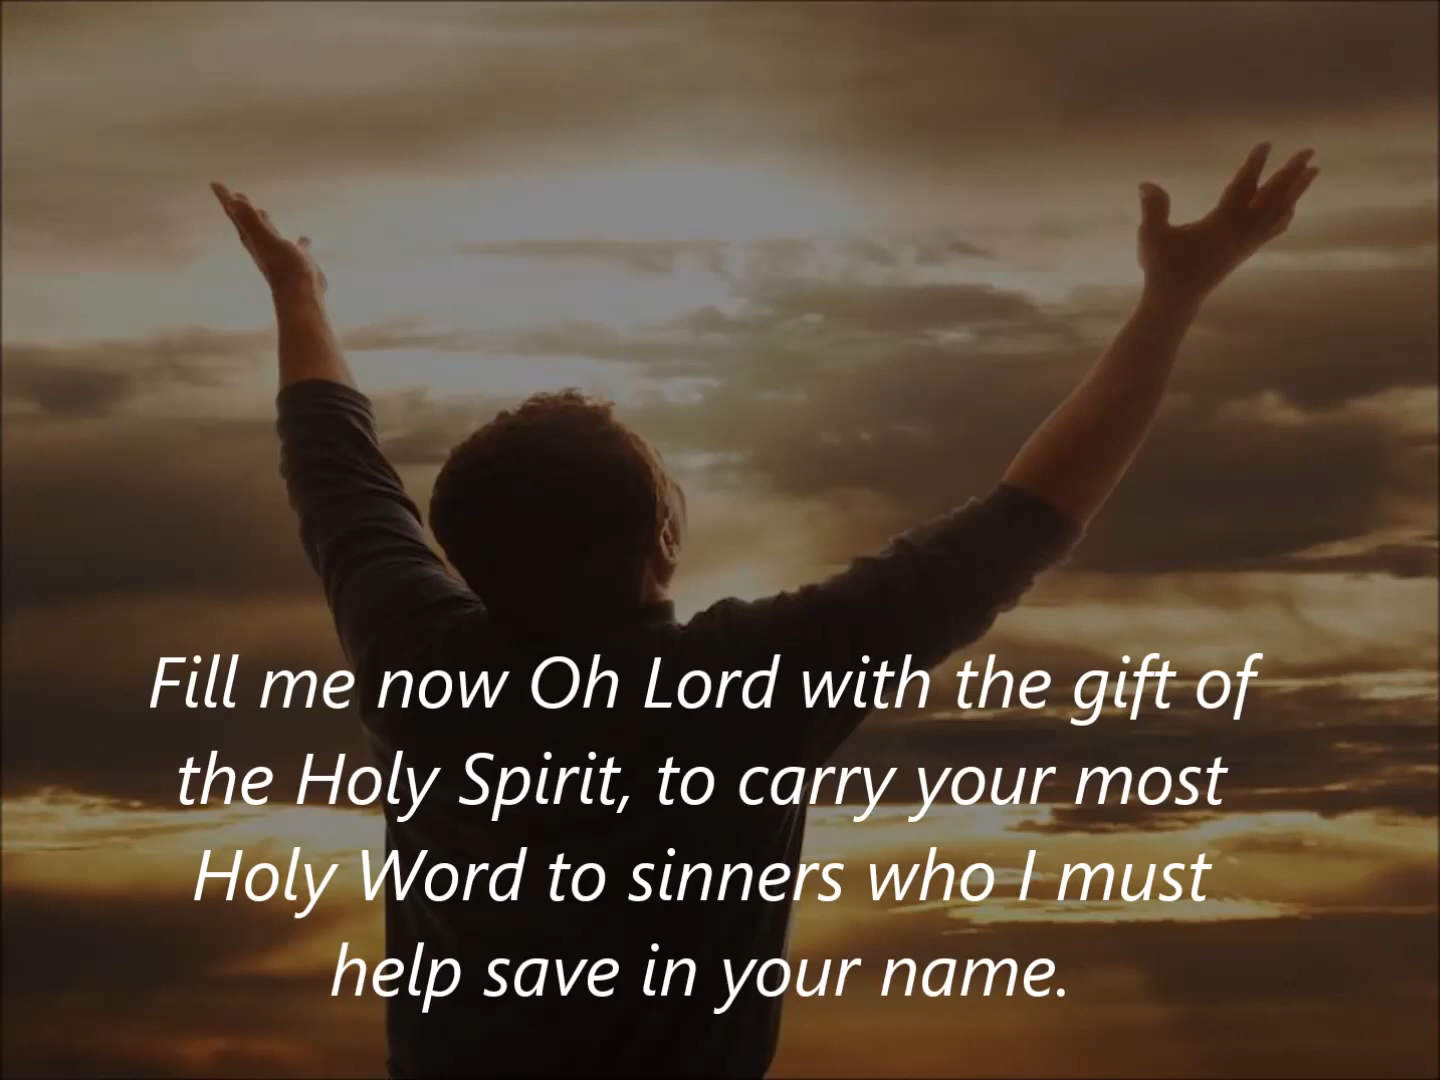 Fill me now Oh Lord with the gift of
the Holy Spirit, to carry your most
Holy Word to sinners who I must
help save in your name.